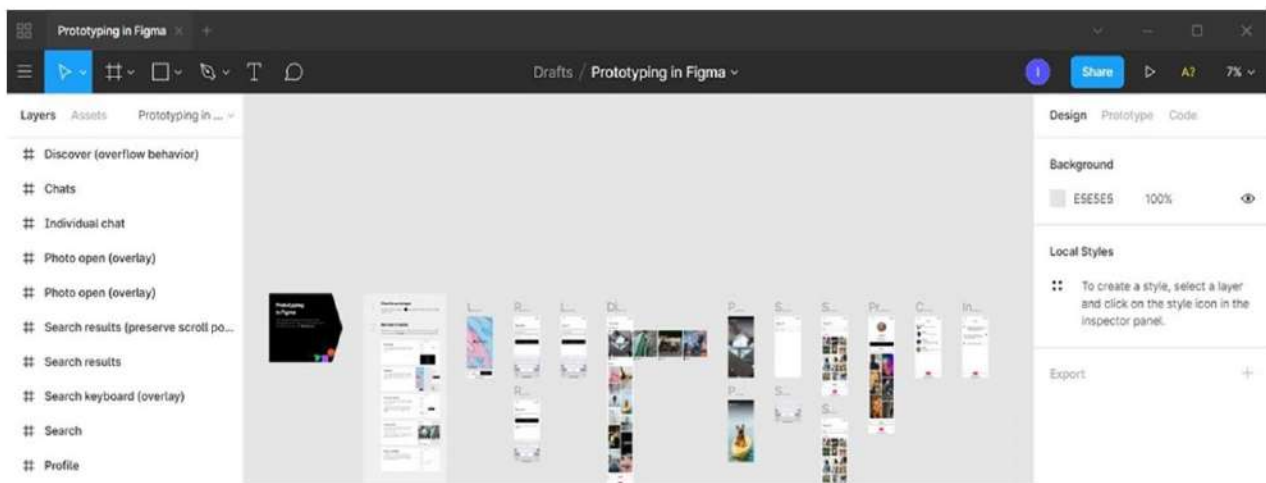 Prototyping in Figma
Drafts / Prototyping in Figma
I
Share
A?
7%
Layers Assets Prototyping in ...
Discover (overflow behavior)
Chats
Individual chat
Photo open (overlay)
Photo open (overlay)
Search results (preserve scroll po...
Search results
Search keyboard (overlay)
Search
Profile
Prototyping
in Figma
L...
R...
L...
Di...
P...
S...
S...
Pr...
C...
In...
R...
P...
S...
S...
Design Prototype Code
Background
E5E5E5 100%
Local Styles
To create a style, select a layer
and click on the style icon in the
inspector panel.
Export